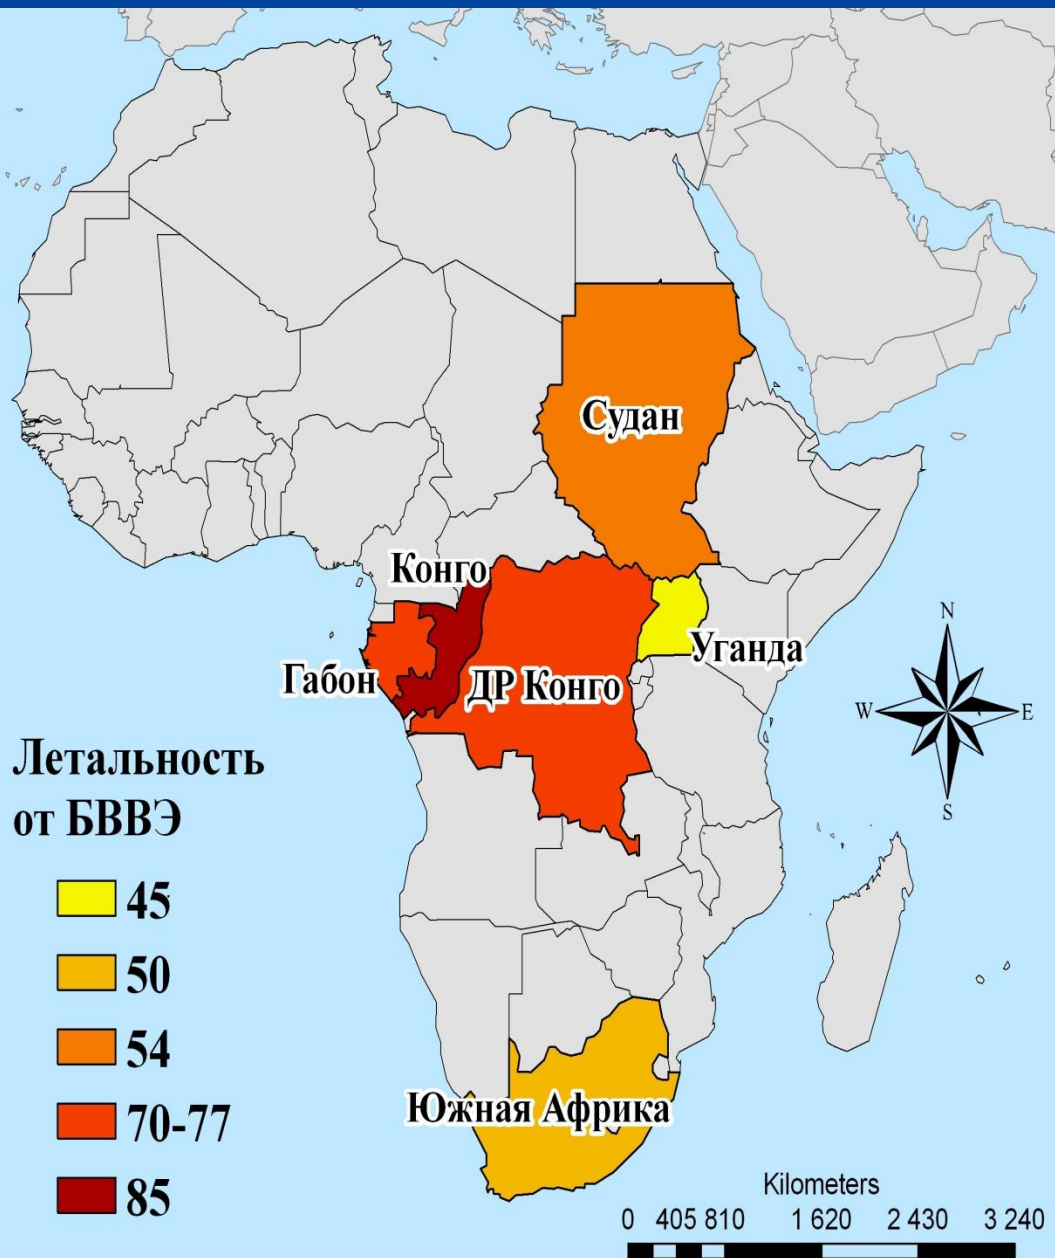 Судан
Конго
Уганда
Габон
ДР Конго
N
W
E
S
Летальность
от БВВЭ
45
50
54
70-77
85
Южная Африка
Kilometers
0 405 810 1 620 2 430 3 240